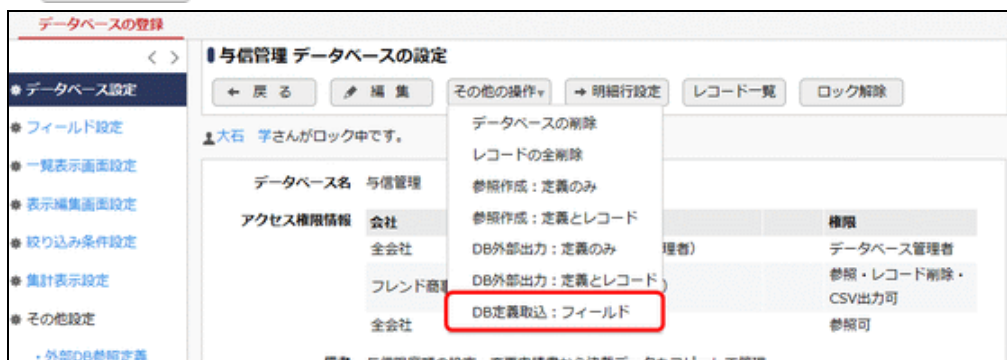 データベースの登録
< >
データベース設定
フィールド設定
一覧表示画面設定
表示編集画面設定
絞り込み条件設定
集計表示設定
その他設定
・外部DB参照定義
与信管理 データベースの設定
← 戻 る
編 集
その他の操作▾
→ 明細行設定
レコード一覧
ロック解除
大石 学さんがロック中です。
データベースの削除
レコードの全削除
参照作成：定義のみ
参照作成：定義とレコード
DB外部出力：定義のみ
DB外部出力：定義とレコード
DB定義取込：フィールド
データベース名 与信管理
アクセス権限情報 会社 権限
全会社 理者） データベース管理者
フレンド商 ） 参照・レコード削除・
CSV出力可
全会社 参照可